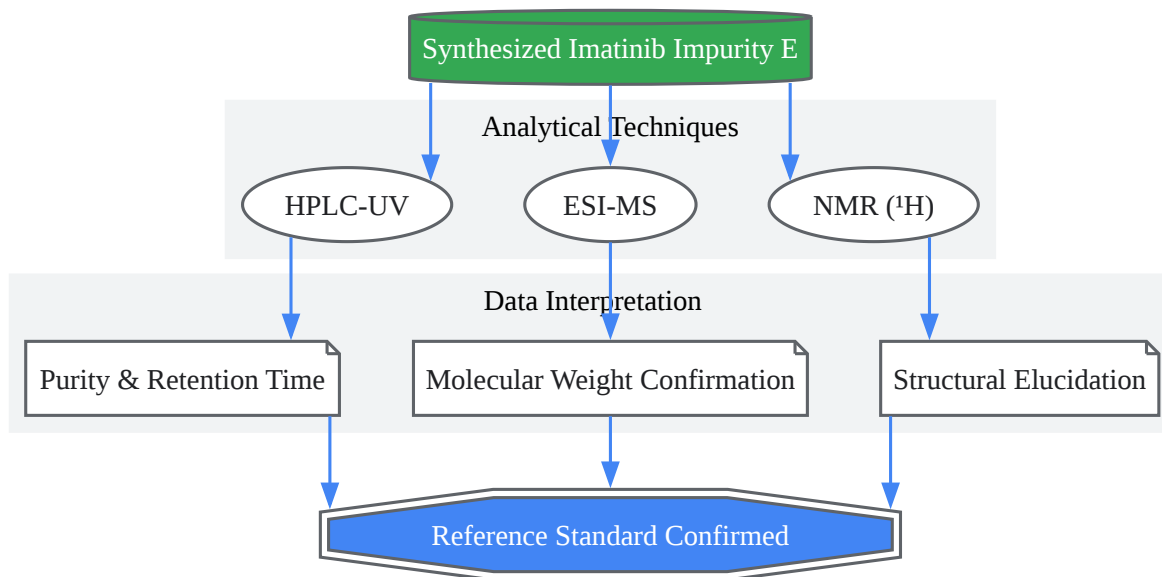 Synthesized Imatinib Impurity E
Analytical Techniques
HPLC-UV
ESI-MS
NMR (¹H)
Data Interpretation
Purity & Retention Time
Molecular Weight Confirmation
Structural Elucidation
Reference Standard Confirmed